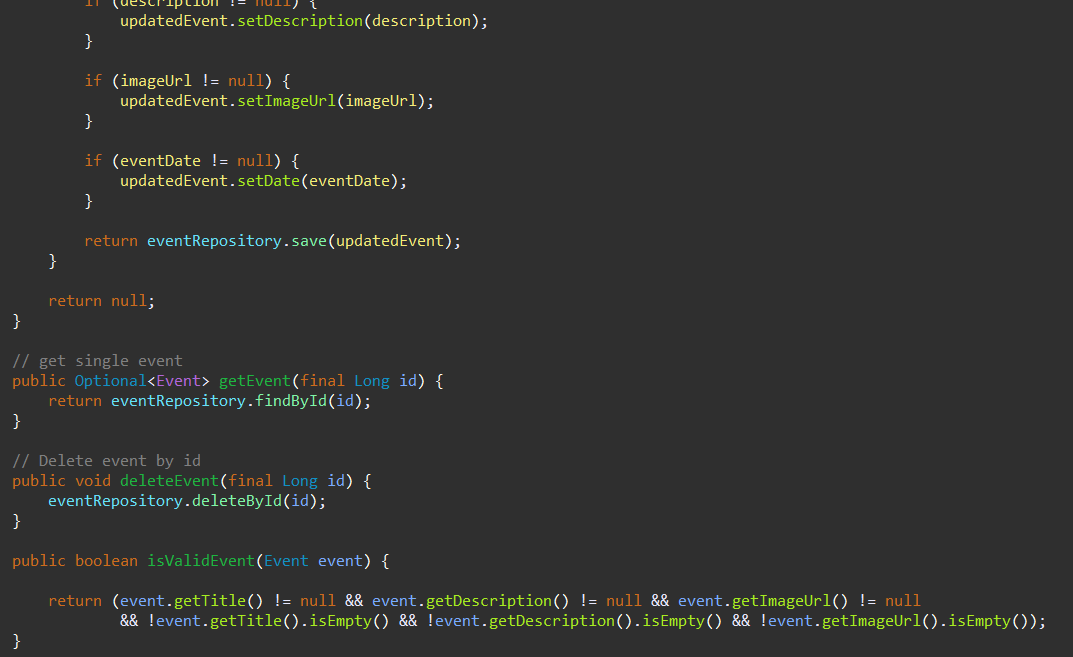 if (description != null) {
            updatedEvent.setDescription(description);
        }

        if (imageUrl != null) {
            updatedEvent.setImageUrl(imageUrl);
        }

        if (eventDate != null) {
            updatedEvent.setDate(eventDate);
        }

        return eventRepository.save(updatedEvent);
    }

    return null;
}

// get single event
public Optional<Event> getEvent(final Long id) {
    return eventRepository.findById(id);
}

// Delete event by id
public void deleteEvent(final Long id) {
    eventRepository.deleteById(id);
}

public boolean isValidEvent(Event event) {

    return (event.getTitle() != null && event.getDescription() != null && event.getImageUrl() != null
            && !event.getTitle().isEmpty() && !event.getDescription().isEmpty() && !event.getImageUrl().isEmpty());
}